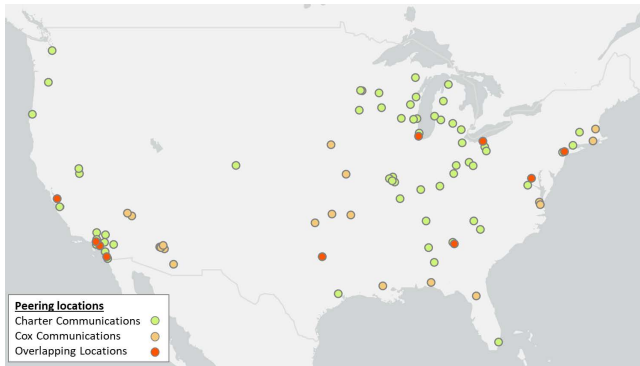 Peering locations
Charter Communications
Cox Communications
Overlapping Locations